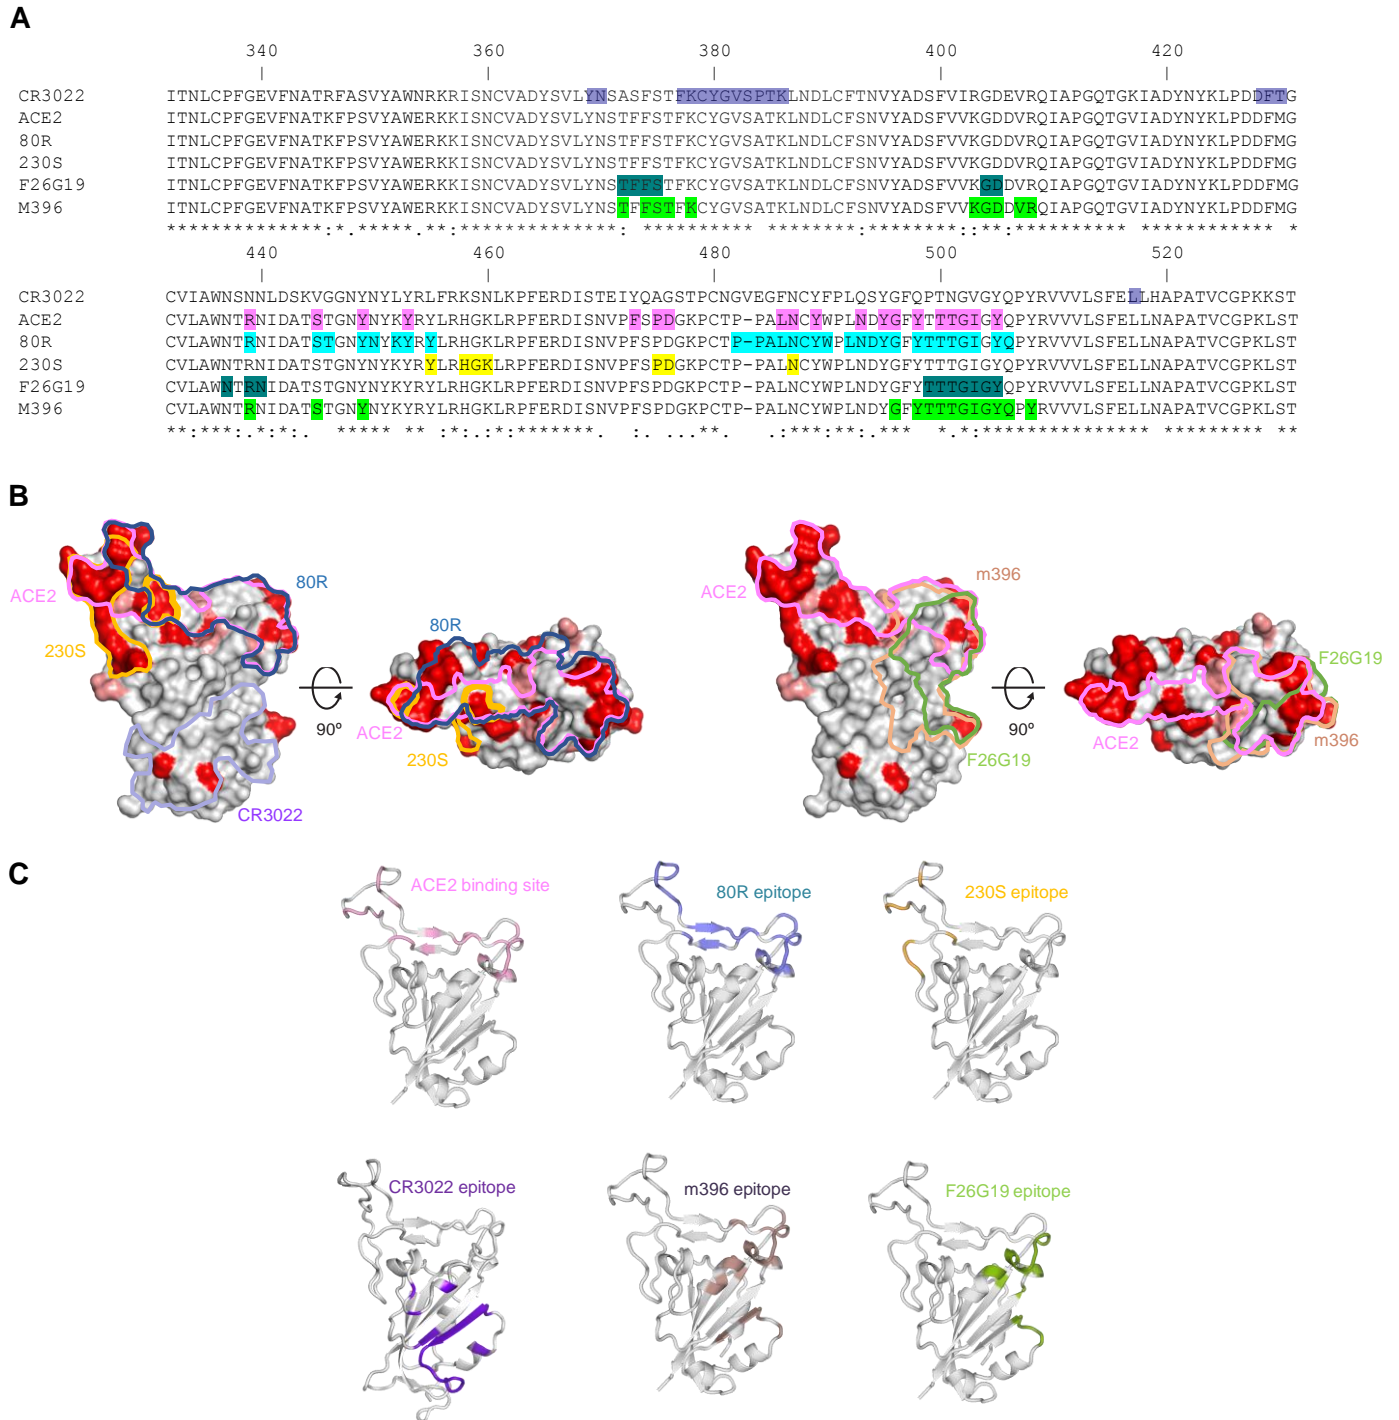 A
340 360 380 400 420
| | | | |
CR3022 ITNLCPFGEVFNATRFASVYAWNRKRISNCVADYSVLYNSASFSTFKCYGVSPTKLNDLCFTNVYADSFVIRGDEVRQIAPGQTGKIADYNYKLPDDFTG
ACE2 ITNLCPFGEVFNATKFPSVYAWERKKISNCVADYSVLYNSTFFSTFKCYGVSATKLNDLCFSNVYADSFVVKGDDVRQIAPGQTGVIADYNYKLPDDFMG
80R ITNLCPFGEVFNATKFPSVYAWERKKISNCVADYSVLYNSTFFSTFKCYGVSATKLNDLCFSNVYADSFVVKGDDVRQIAPGQTGVIADYNYKLPDDFMG
230S ITNLCPFGEVFNATKFPSVYAWERKKISNCVADYSVLYNSTFFSTFKCYGVSATKLNDLCFSNVYADSFVVKGDDVRQIAPGQTGVIADYNYKLPDDFMG
F26G19 ITNLCPFGEVFNATKFPSVYAWERKKISNCVADYSVLYNSTFFSTFKCYGVSATKLNDLCFSNVYADSFVVKGDDVRQIAPGQTGVIADYNYKLPDDFMG
M396 ITNLCPFGEVFNATKFPSVYAWERKKISNCVADYSVLYNSTFFSTFKCYGVSATKLNDLCFSNVYADSFVVKGDDVRQIAPGQTGVIADYNYKLPDDFMG
**************:*.*****.**:**************: **** ****** ********:********::**:********** *********** *
440 460 480 500 520
| | | | |
CR3022 CVIAWNSNNLDSKVGGNYNYLYRLFRKSNLKPFERDISTEIYQAGSTPCNGVEGFNCYFPLQSYGFQPTNGVGYQPYRVVVLSFELLHAPATVCGPKKST
ACE2 CVLAWNTRNIDATSTGNYNYKYRYLRHGKLRPFERDISNVPFSPDGKPCTP-PALNCYWPLNDYGFYTTTGIGYQPYRVVVLSFELLNAPATVCGPKLST
80R CVLAWNTRNIDATSTGNYNYKYRYLRHGKLRPFERDISNVPFSPDGKPCTP-PALNCYWPLNDYGFYTTTGIGYQPYRVVVLSFELLNAPATVCGPKLST
230S CVLAWNTRNIDATSTGNYNYKYRYLRHGKLRPFERDISNVPFSPDGKPCTP-PALNCYWPLNDYGFYTTTGIGYQPYRVVVLSFELLNAPATVCGPKLST
F26G19 CVLAWNTRNIDATSTGNYNYKYRYLRHGKLRPFERDISNVPFSPDGKPCTP-PALNCYWPLNDYGFYTTTGIGYQPYRVVVLSFELLNAPATVCGPKLST
M396 CVLAWNTRNIDATSTGNYNYKYRYLRHGKLRPFERDISNVPFSPDGKPCTP-PALNCYWPLNDYGFYTTTGIGYQPYRVVVLSFELLNAPATVCGPKLST
**:***:.*:*:. ***** ** :*:.:*:*******. :. ...**. .:***:**:.*** *.*:**************:********* **
B
ACE2 80R 230S CR3022
90º
80R ACE2 230S
ACE2 m396 F26G19
90º
F26G19 ACE2 m396
C
ACE2 binding site 80R epitope 230S epitope
CR3022 epitope m396 epitope F26G19 epitope